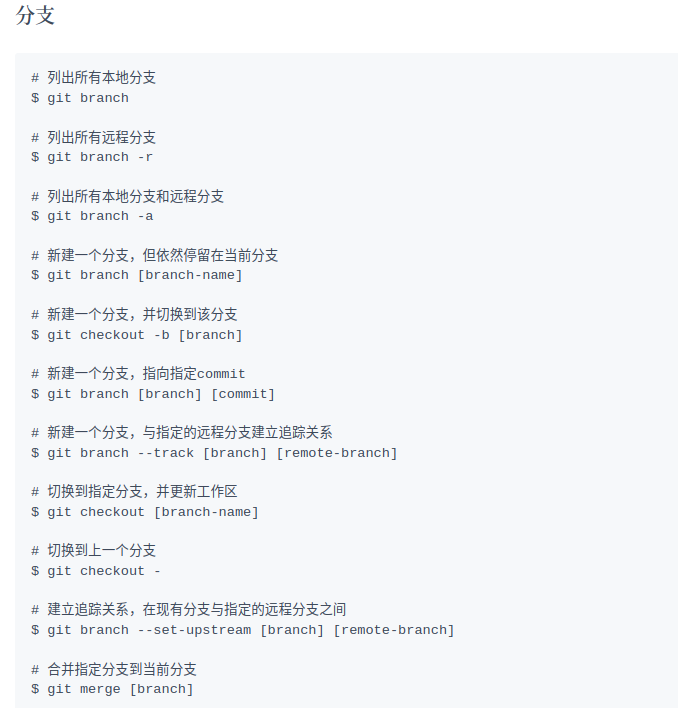 分支
# 列出所有本地分支
$ git branch
# 列出所有远程分支
$ git branch -r
# 列出所有本地分支和远程分支
$ git branch -a
# 新建一个分支，但依然停留在当前分支
$ git branch [branch-name]
# 新建一个分支，并切换到该分支
$ git checkout -b [branch]
# 新建一个分支，指向指定commit
$ git branch [branch] [commit]
# 新建一个分支，与指定的远程分支建立追踪关系
$ git branch --track [branch] [remote-branch]
# 切换到指定分支，并更新工作区
$ git checkout [branch-name]
# 切换到上一个分支
$ git checkout -
# 建立追踪关系，在现有分支与指定的远程分支之间
$ git branch --set-upstream [branch] [remote-branch]
# 合并指定分支到当前分支
$ git merge [branch]